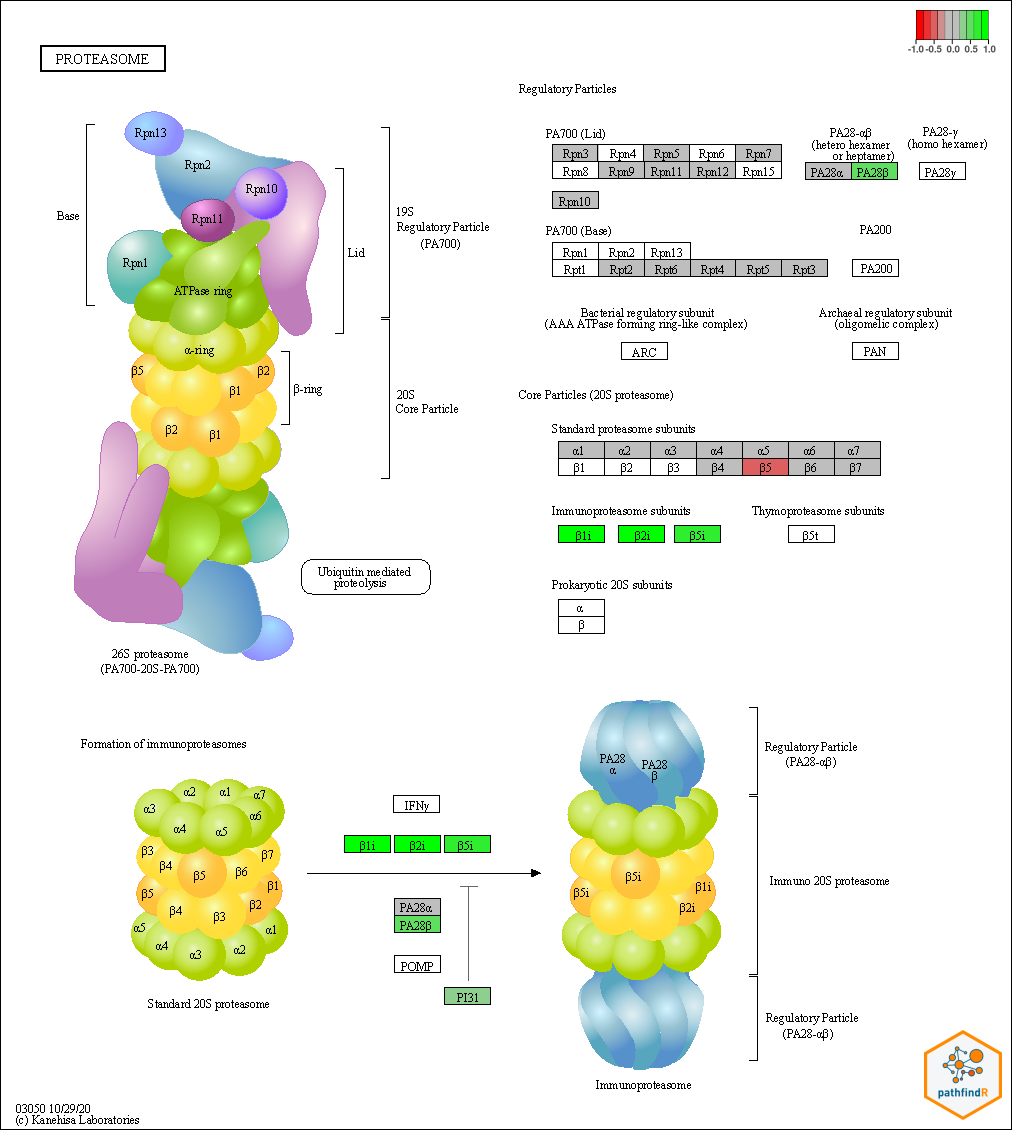 -1.0 -0.5 0.0 0.5 1.0
PROTEASOME
Rpn13
Rpn2
Rpn10
Rpn11
Rpn1
ATPase ring
Base
Lid
19S
Regulatory Particle
(PA700)
α-ring
β5
β2
β1
β-ring
β2
β1
20S
Core Particle
Ubiquitin mediated
proteolysis
26S proteasome
(PA700-20S-PA700)
Regulatory Particles
PA700 (Lid)
Rpn3 Rpn4 Rpn5 Rpn6 Rpn7
Rpn8 Rpn9 Rpn11 Rpn12 Rpn15
Rpn10
PA28-αβ
(hetero hexamer
or heptamer)
PA28α PA28β
PA28-γ
(homo hexamer)
PA28γ
PA700 (Base)
Rpn1 Rpn2 Rpn13
Rpt1 Rpt2 Rpt6 Rpt4 Rpt5 Rpt3
PA200
PA200
Bacterial regulatory subunit
(AAA ATPase forming ring-like complex)
ARC
Archaeal regulatory subunit
(oligomelic complex)
PAN
Core Particles (20S proteasome)
Standard proteasome subunits
α1 α2 α3 α4 α5 α6 α7
β1 β2 β3 β4 β5 β6 β7
Immunoproteasome subunits
β1i β2i β5i
Thymoproteasome subunits
β5t
Prokaryotic 20S subunits
α
β
Formation of immunoproteasomes
α2 α1 α7
α3 α6
α4 α5
β3 β7
β4 β5 β6
β5 β1
β4 β3 β2
α5 α1
α4 α3 α2
Standard 20S proteasome
IFNγ
β1i β2i β5i
PA28α
PA28β
POMP
PI31
PA28
α
PA28
β
Regulatory Particle
(PA28-αβ)
β5i
β5i β1i
β2i
Immuno 20S proteasome
Regulatory Particle
(PA28-αβ)
Immunoproteasome
pathfindR
03050 10/29/20
(c) Kanehisa Laboratories